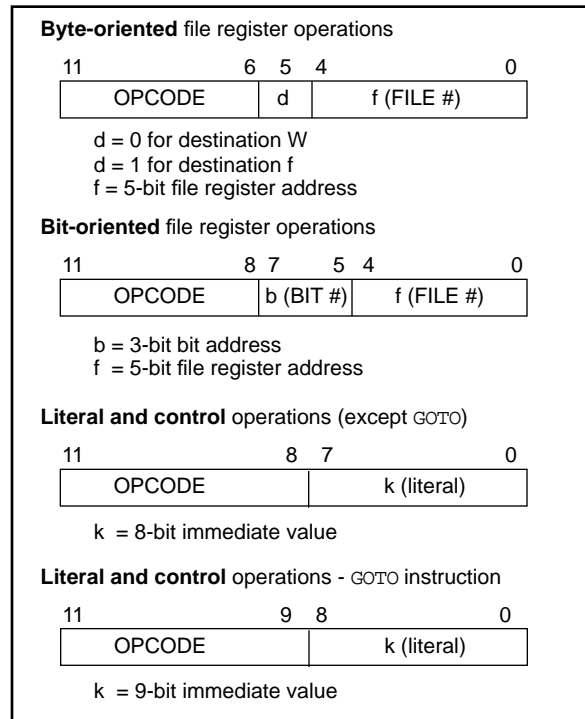 Byte-oriented file register operations
11 6 5 4 0
OPCODE d f (FILE #)
d = 0 for destination W
d = 1 for destination f
f = 5-bit file register address
Bit-oriented file register operations
11 8 7 5 4 0
OPCODE b (BIT #) f (FILE #)
b = 3-bit bit address
f = 5-bit file register address
Literal and control operations (except GOTO)
11 8 7 0
OPCODE k (literal)
k = 8-bit immediate value
Literal and control operations - GOTO instruction
11 9 8 0
OPCODE k (literal)
k = 9-bit immediate value